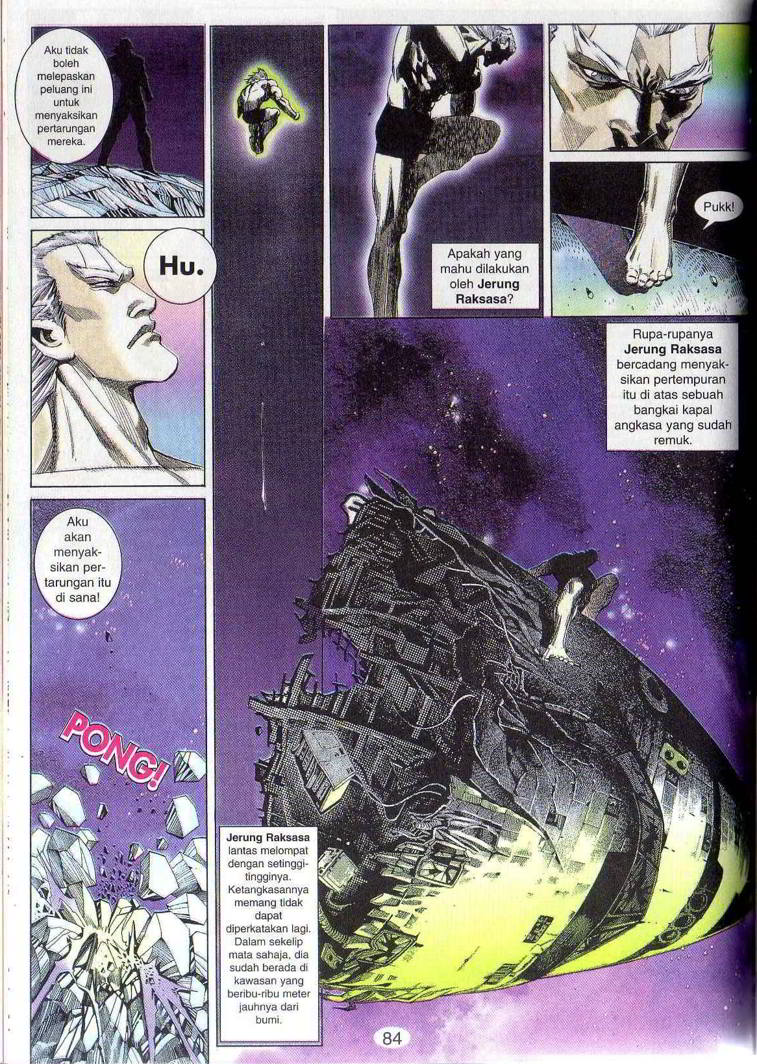 Aku tidak
boleh
melepaskan
peluang ini
untuk
menyaksikan
pertarungan
mereka.
Hu.
Aku
akan
menyak-
sikan per-
tarungan itu
di sana!
PONG!
Jerung Raksasa
lantas melompat
dengan setinggi-
tingginya.
Ketangkasannya
memang tidak
dapat
diperkatakan lagi.
Dalam sekelip
mata sahaja, dia
sudah berada di
kawasan yang
beribu-ribu meter
jauhnya dari
bumi.
Apakah yang
mahu dilakukan
oleh Jerung
Raksasa?
Pukk!
Rupa-rupanya
Jerung Raksasa
bercadang menyak-
sikan pertempuran
itu di atas sebuah
bangkai kapal
angkasa yang sudah
remuk.
84